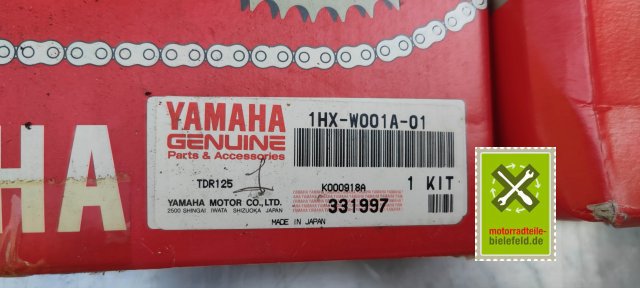 HA
YAMAHA
GENUINE
Parts & Accessories
1HX-W001A-01
TDR125
K000918A
1 KIT
YAMAHA MOTOR CO., LTD.
2500 SHINGAI IWATA SHIZUOKA JAPAN
331997
MADE IN JAPAN
motorradteile-
bielefeld.de